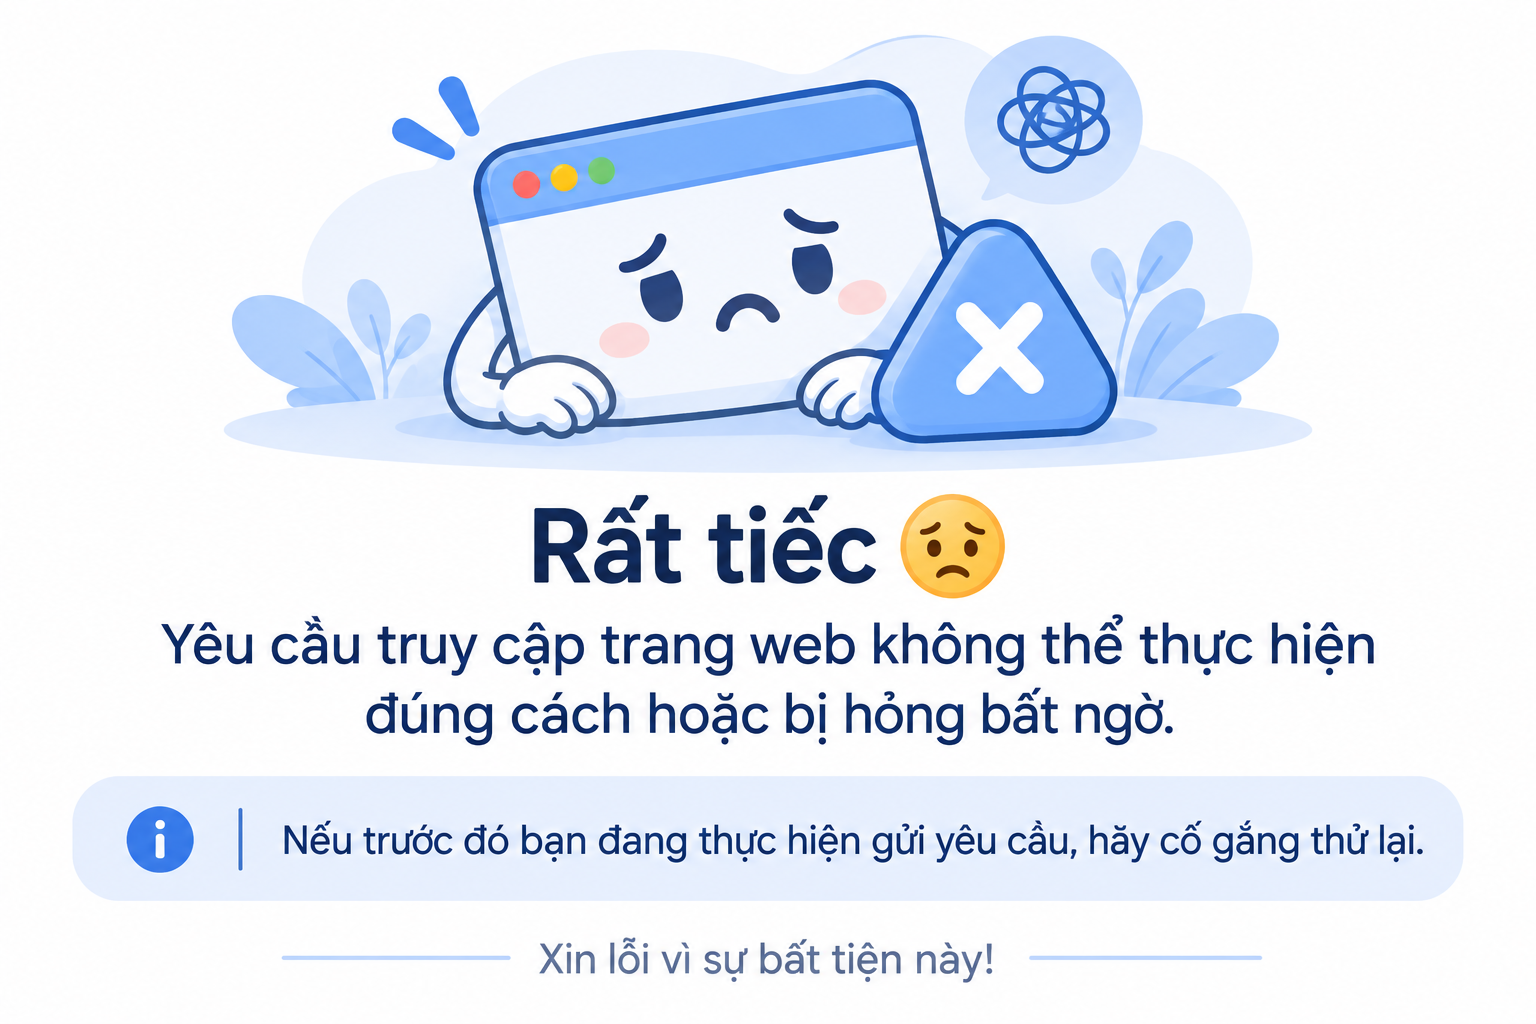 Rất tiếc 😟
Yêu cầu truy cập trang web không thể thực hiện
đúng cách hoặc bị hỏng bất ngờ.
Nếu trước đó bạn đang thực hiện gửi yêu cầu, hãy cố gắng thử lại.
Xin lỗi vì sự bất tiện này!